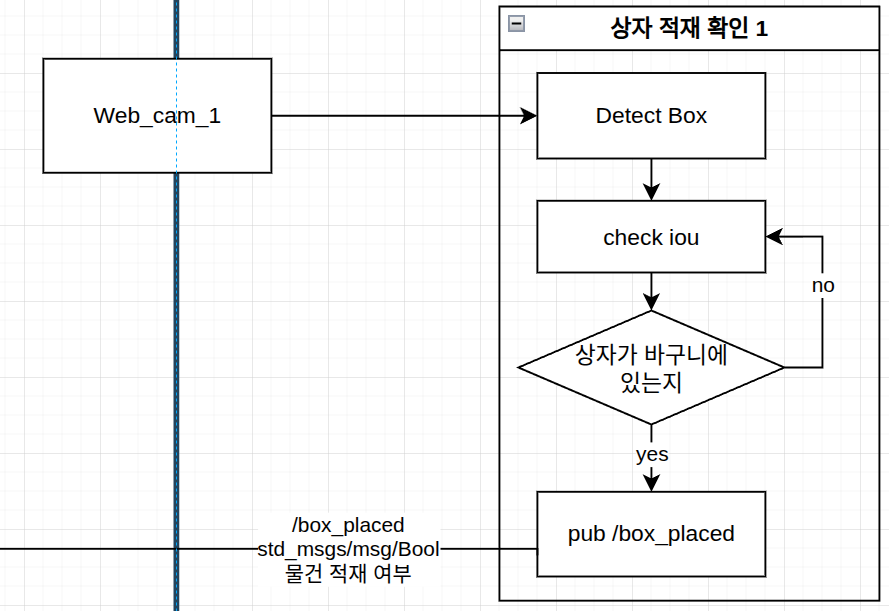 상자 적재 확인 1
Web_cam_1
Detect Box
check iou
no
상자가 바구니에
있는지
yes
pub /box_placed
/box_placed
std_msgs/msg/Bool
물건 적재 여부